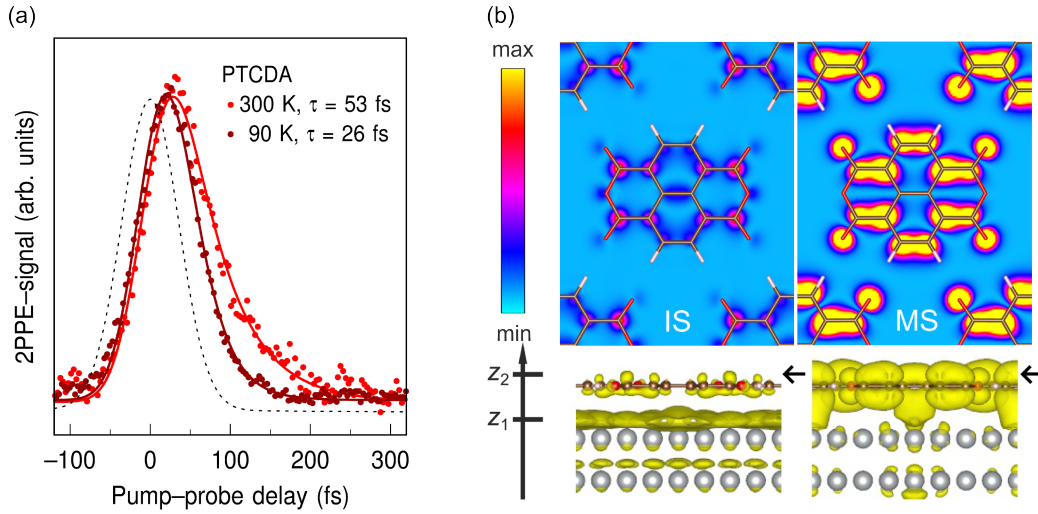 (a)
2PPE–signal (arb. units)
PTCDA
300 K, τ = 53 fs
90 K, τ = 26 fs
–100 0 100 200 300
Pump–probe delay (fs)
(b)
max
min
IS
MS
z2
z1